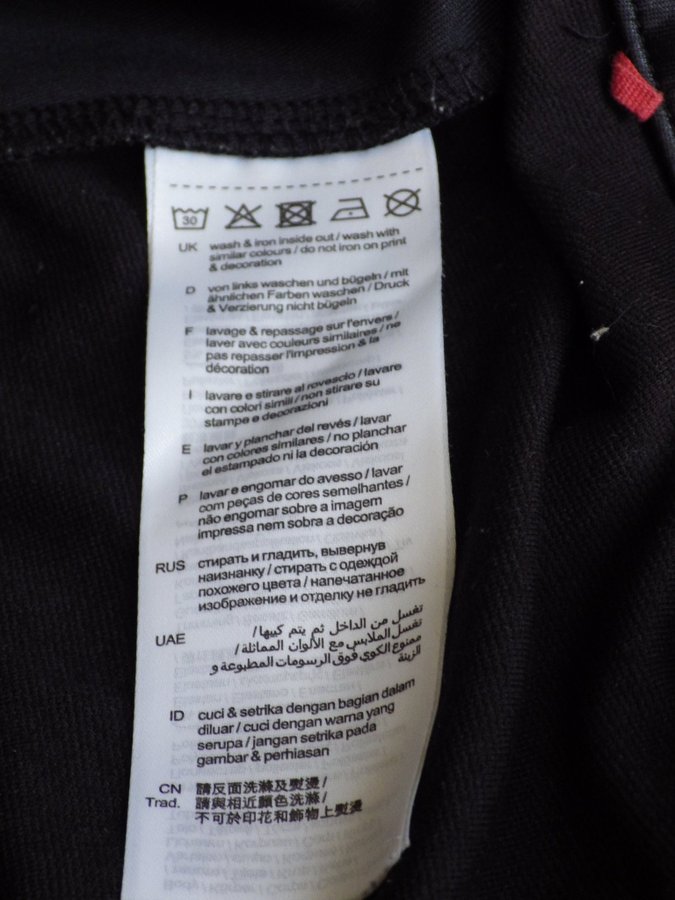 30
UK wash & iron inside out / wash with
similar colours / do not iron on print
& decoration
D von links waschen und bügeln / mit
ähnlichen Farben waschen / Druck
& Verzierung nicht bügeln
F lavage & repassage sur l'envers /
laver avec couleurs similaires / ne
pas repasser l'impression & la
décoration
I lavare e stirare al rovescio / lavare
con colori simili / non stirare su
stampe e decorazioni
E lavar y planchar del revés / lavar
con colores similares / no planchar
el estampado ni la decoración
P lavar e engomar do avesso / lavar
com peças de cores semelhantes /
não engomar sobre a imagem
impressa nem sobre a decoração
RUS стирать и гладить, вывернув
наизнанку / стирать с одеждой
похожего цвета / напечатанное
изображение и отделку не гладить
UAE تغسل من الداخل ثم يتم كيها /
تغسل الملابس مع الألوان المماثلة /
ممنوع الكوي فوق الرسومات المطبوعة و
الزينة
ID cuci & setrika dengan bagian dalam
diluar / cuci dengan warna yang
serupa / jangan setrika pada
gambar & perhiasan
CN 請反面洗滌及熨燙 /
Trad. 請與相近顏色洗滌 /
不可於印花和飾物上熨燙